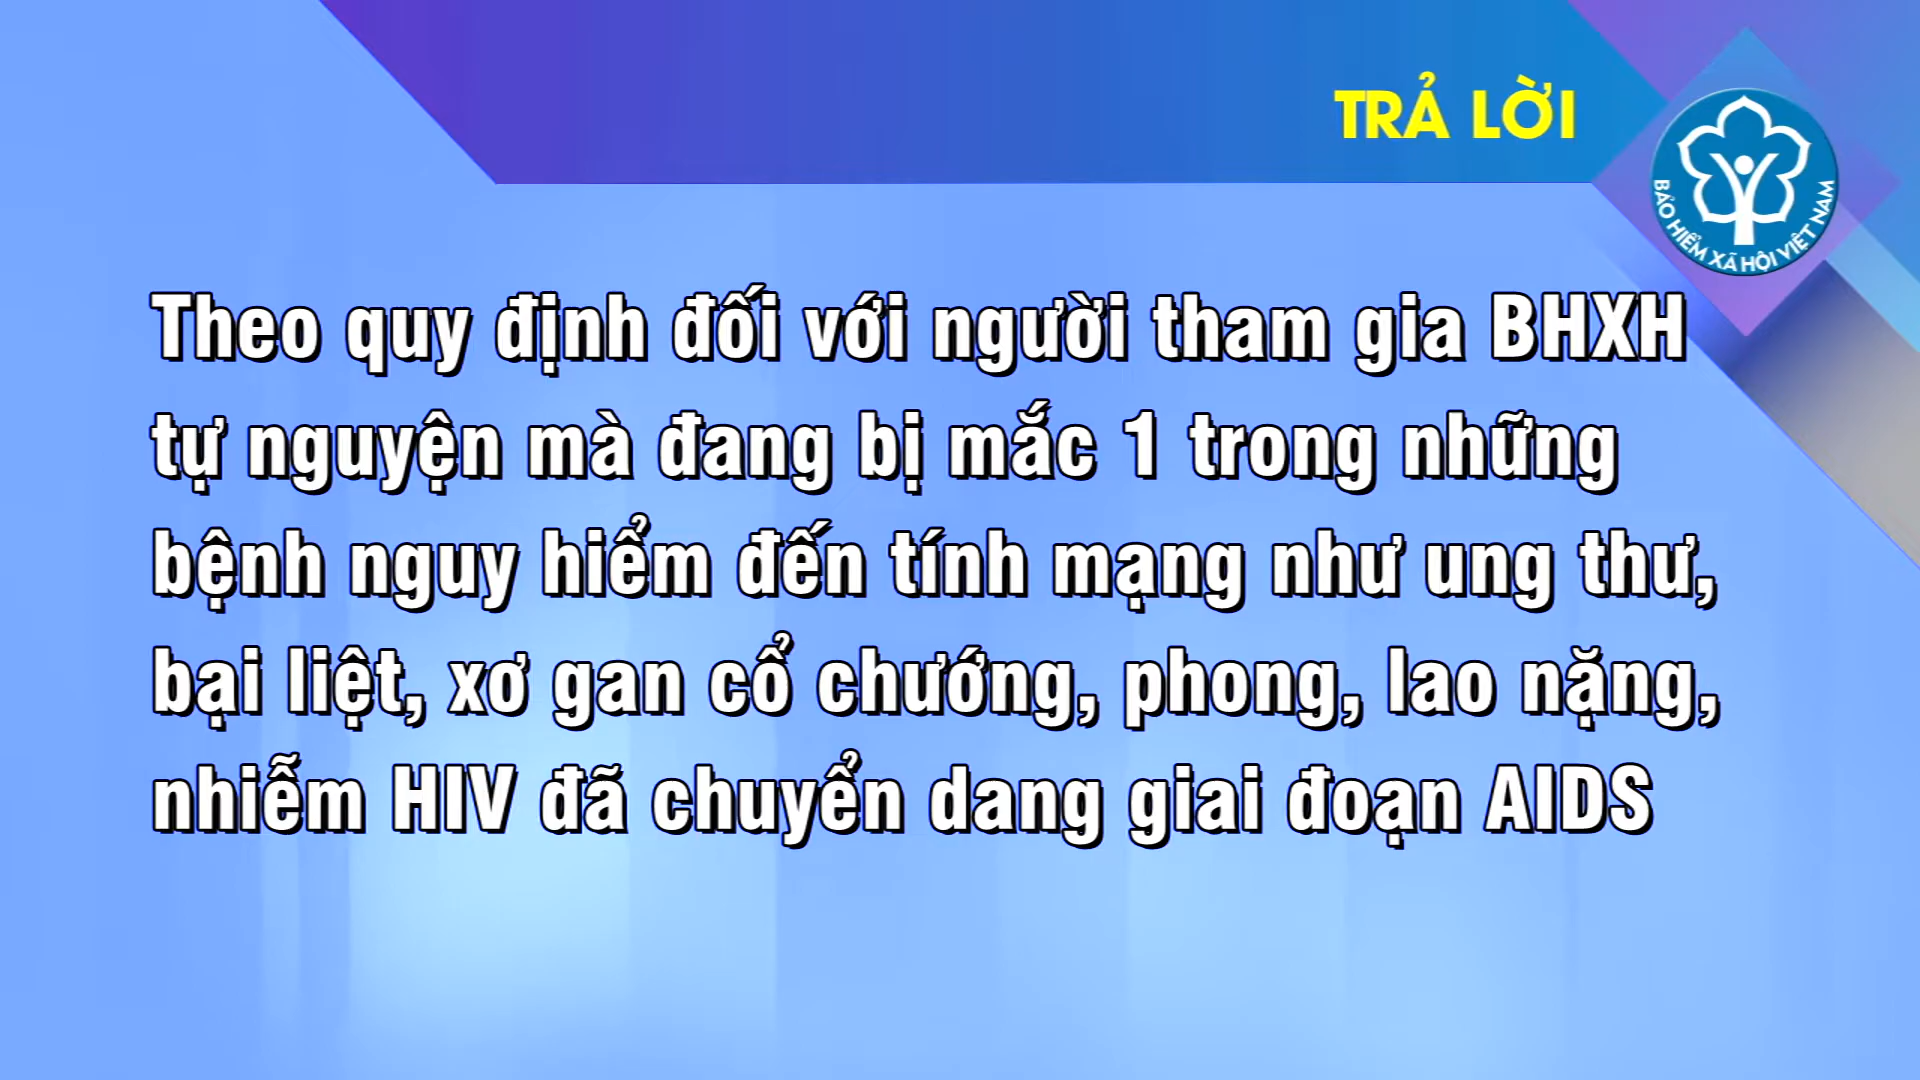 TRẢ LỜI
BẢO HIỂM XÃ HỘI VIỆT NAM
Theo quy định đối với người tham gia BHXH
tự nguyện mà đang bị mắc 1 trong những
bệnh nguy hiểm đến tính mạng như ung thư,
bại liệt, xơ gan cổ chướng, phong, lao nặng,
nhiễm HIV đã chuyển dang giai đoạn AIDS